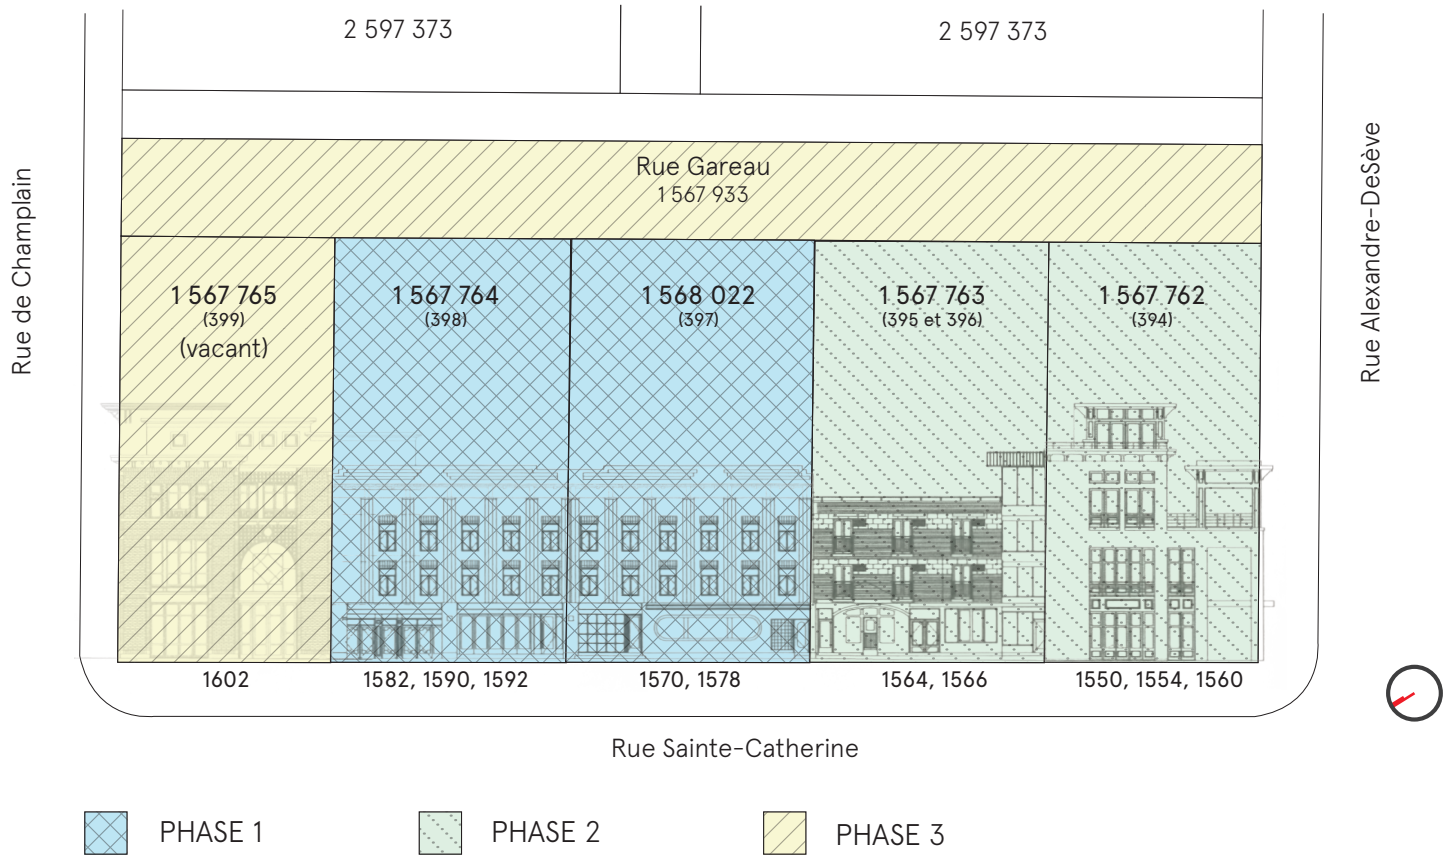 2 597 373
2 597 373
Rue de Champlain
Rue Alexandre-DeSève
Rue Gareau
1 567 933
1 567 765
(399)
(vacant)
1 567 764
(398)
1 568 022
(397)
1 567 763
(395 et 396)
1 567 762
(394)
1602
1582, 1590, 1592
1570, 1578
1564, 1566
1550, 1554, 1560
Rue Sainte-Catherine
PHASE 1
PHASE 2
PHASE 3